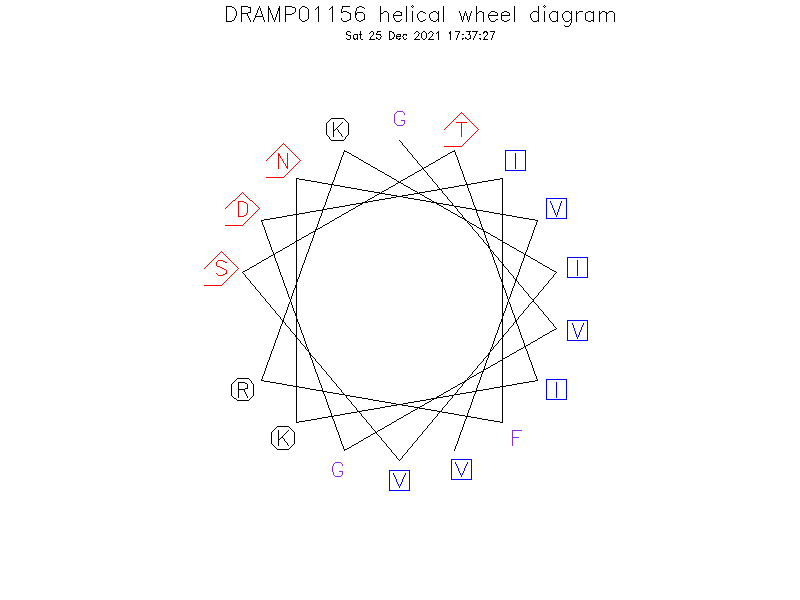 DRAMP01156 helical wheel diagram
Sat 25 Dec 2021 17:37:27
G
K
T
N
I
D
V
S
I
V
R
I
K
F
G
V
V